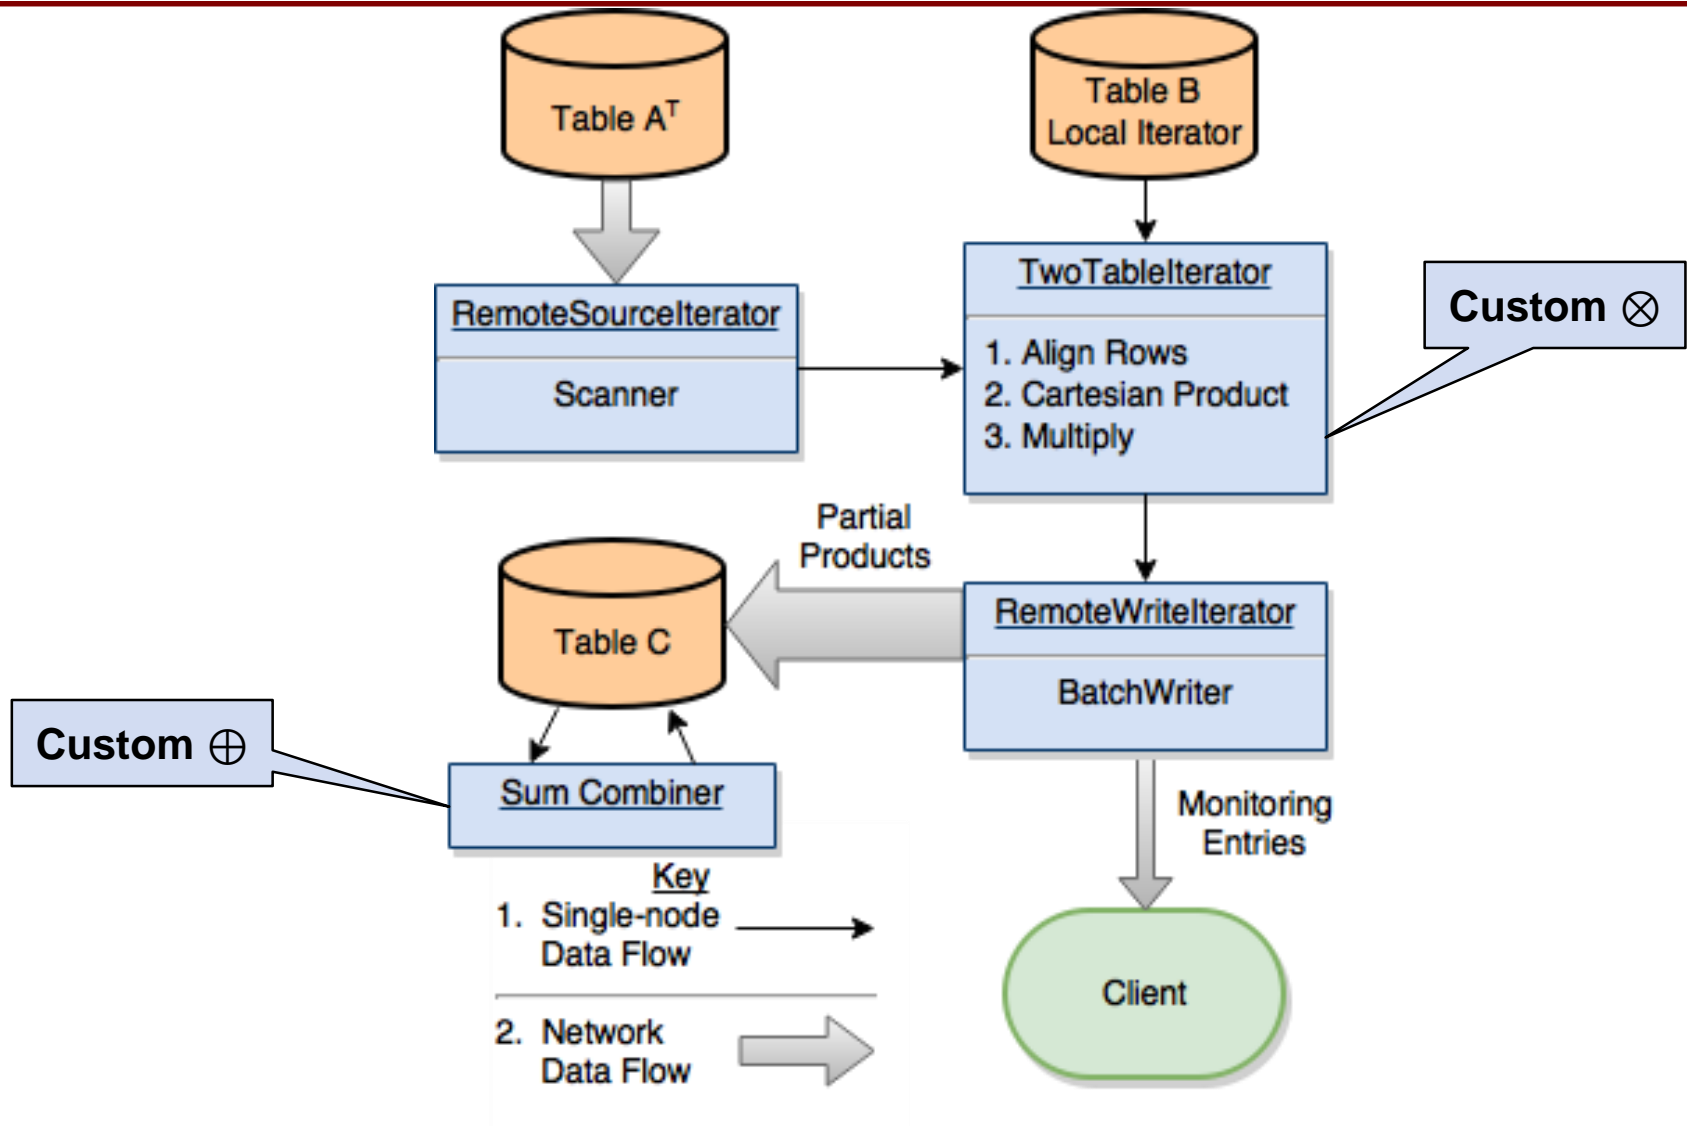 Table Aᵀ
Table B
Local Iterator
RemoteSourceIterator
Scanner
TwoTableIterator
1. Align Rows
2. Cartesian Product
3. Multiply
Custom ⊗
Partial
Products
Table C
RemoteWriteIterator
BatchWriter
Custom ⊕
Sum Combiner
Monitoring
Entries
Key
1. Single-node
Data Flow
2. Network
Data Flow
Client